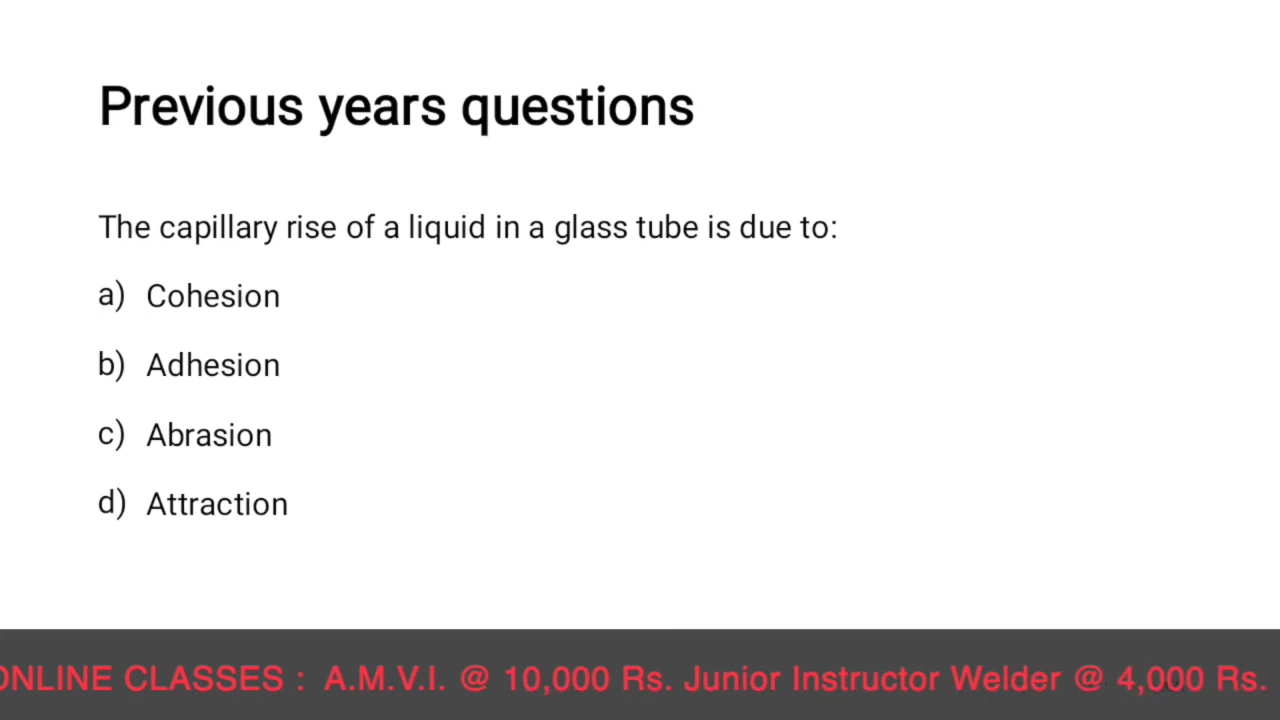 Previous years questions
The capillary rise of a liquid in a glass tube is due to:
a) Cohesion
b) Adhesion
c) Abrasion
d) Attraction
ONLINE CLASSES : A.M.V.I. @ 10,000 Rs. Junior Instructor Welder @ 4,000 Rs.